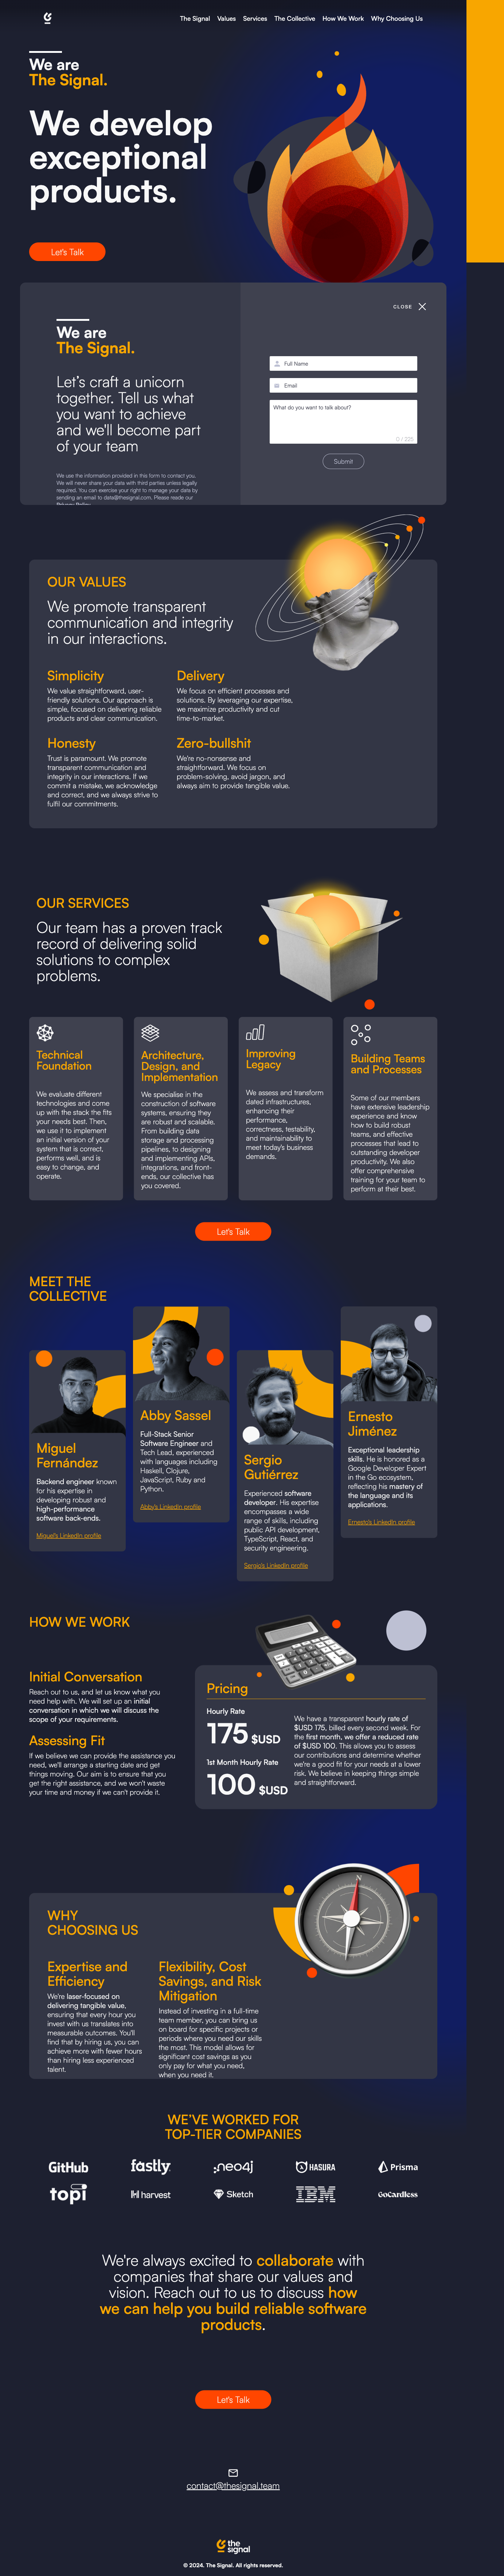 The Signal
Values
Services
The Collective
How We Work
Why Choosing Us
We are
The Signal.
We develop
exceptional
products.
Let's Talk
CLOSE
We are
The Signal.
Let's craft a unicorn
together. Tell us what
you want to achieve
and we'll become part
of your team
We use the information provided in this form to contact you.
We will never share your data with third parties unless legally
required. You can exercise your right to manage your data by
sending an email to data@thesignal.com. Please reade our
Full Name
Email
What do you want to talk about?
0 / 225
Submit
OUR VALUES
We promote transparent
communication and integrity
in our interactions.
Simplicity
We value straightforward, user-
friendly solutions. Our approach is
simple, focused on delivering reliable
products and clear communication.
Delivery
We focus on efficient processes and
solutions. By leveraging our expertise,
we maximize productivity and cut
time-to-market.
Honesty
Trust is paramount. We promote
transparent communication and
integrity in our interactions. If we
commit a mistake, we acknowledge
and correct, and we always strive to
fulfil our commitments.
Zero-bullshit
We're no-nonsense and
straightforward. We focus on
problem-solving, avoid jargon, and
always aim to provide tangible value.
OUR SERVICES
Our team has a proven track
record of delivering solid
solutions to complex
problems.
Technical
Foundation
We evaluate different
technologies and come
up with the stack the fits
your needs best. Then,
we use it to implement
an initial version of your
system that is correct,
performs well, and is
easy to change, and
operate.
Architecture,
Design, and
Implementation
We specialise in the
construction of software
systems, ensuring they
are robust and scalable.
From building data
storage and processing
pipelines, to designing
and implementing APIs,
integrations, and front-
ends, our collective has
you covered.
Improving
Legacy
We assess and transform
dated infrastructures,
enhancing their
performance,
correctness, testability,
and maintainability to
meet today's business
demands.
Building Teams
and Processes
Some of our members
have extensive leadership
experience and know
how to build robust
teams, and effective
processes that lead to
outstanding developer
productivity. We also
offer comprehensive
training for your team to
perform at their best.
Let's Talk
MEET THE
COLLECTIVE
Miguel
Fernández
Backend engineer known
for his expertise in
developing robust and
high-performance
software back-ends.
Miguel's LinkedIn profile
Abby Sassel
Full-Stack Senior
Software Engineer and
Tech Lead, experienced
with languages including
Haskell, Clojure,
JavaScript, Ruby and
Python.
Abby's LinkedIn profile
Sergio
Gutiérrez
Experienced software
developer. His expertise
encompasses a wide
range of skills, including
public API development,
TypeScript, React, and
security engineering.
Sergio's LinkedIn profile
Ernesto
Jiménez
Exceptional leadership
skills. He is honored as a
Google Developer Expert
in the Go ecosystem,
reflecting his mastery of
the language and its
applications.
Ernesto's LinkedIn profile
HOW WE WORK
Initial Conversation
Reach out to us, and let us know what you
need help with. We will set up an initial
conversation in which we will discuss the
scope of your requirements.
Assessing Fit
If we believe we can provide the assistance you
need, we'll arrange a starting date and get
things moving. Our aim is to ensure that you
get the right assistance, and we won't waste
your time and money if we can't provide it.
Pricing
Hourly Rate
175 $USD
1st Month Hourly Rate
100 $USD
We have a transparent hourly rate of
$USD 175, billed every second week. For
the first month, we offer a reduced rate
of $USD 100. This allows you to assess
our contributions and determine whether
we're a good fit for your needs at a lower
risk. We believe in keeping things simple
and straightforward.
WHY
CHOOSING US
Expertise and
Efficiency
We're laser-focused on
delivering tangible value,
ensuring that every hour you
invest with us translates into
measurable outcomes. You'll
find that by hiring us, you can
achieve more with fewer hours
than hiring less experienced
talent.
Flexibility, Cost
Savings, and Risk
Mitigation
Instead of investing in a full-time
team member, you can bring us
on board for specific projects or
periods where you need our skills
the most. This model allows for
significant cost savings as you
only pay for what you need,
when you need it.
WE'VE WORKED FOR
TOP-TIER COMPANIES
GitHub
fastly
neo4j
HASURA
Prisma
topi
harvest
Sketch
IBM
GoCardless
We're always excited to collaborate with
companies that share our values and
vision. Reach out to us to discuss how
we can help you build reliable software
products.
Let's Talk
contact@thesignal.team
the
signal
© 2024. The Signal. All rights reserved.